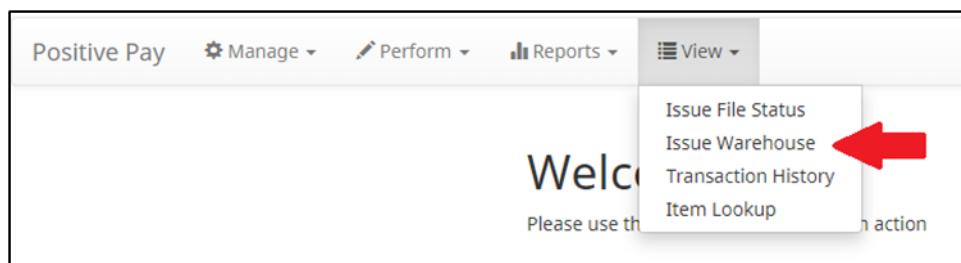 Positive Pay Manage Perform Reports View
Issue File Status
Issue Warehouse
Transaction History
Item Lookup
Welc
Please use th n action